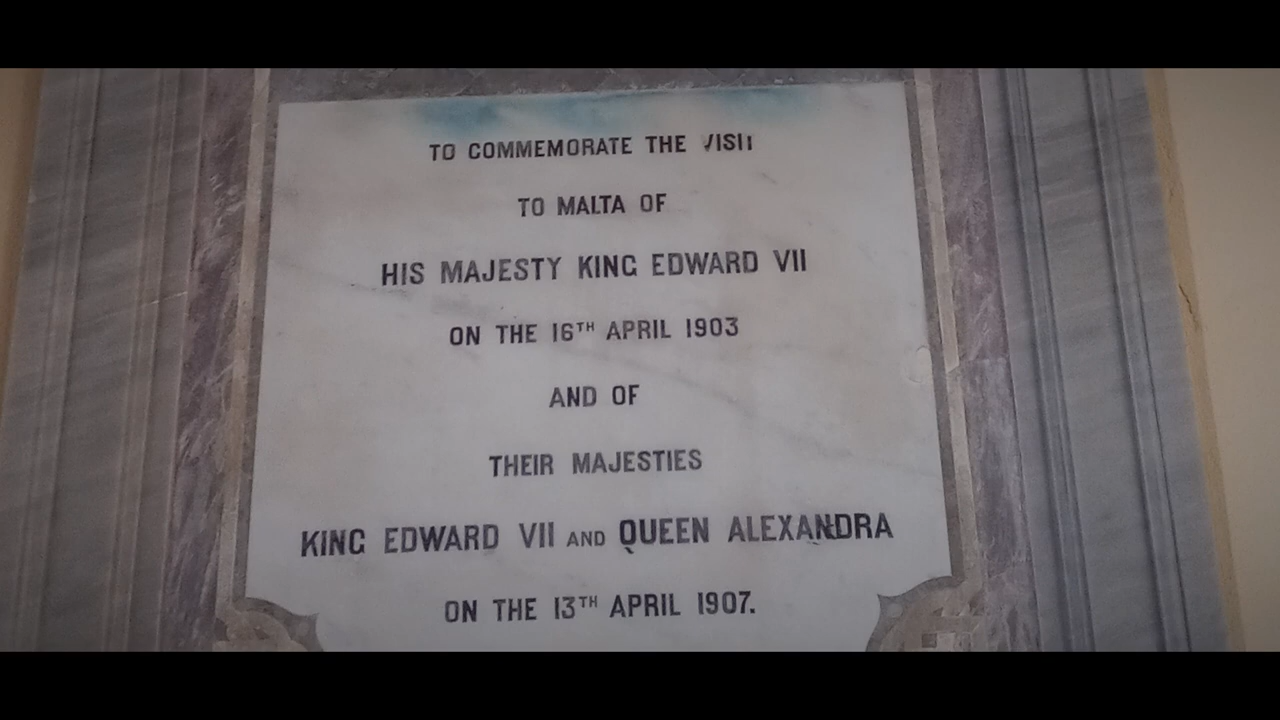 TO COMMEMORATE THE VISIT
TO MALTA OF
HIS MAJESTY KING EDWARD VII
ON THE 16TH APRIL 1903
AND OF
THEIR MAJESTIES
KING EDWARD VII AND QUEEN ALEXANDRA
ON THE 13TH APRIL 1907.